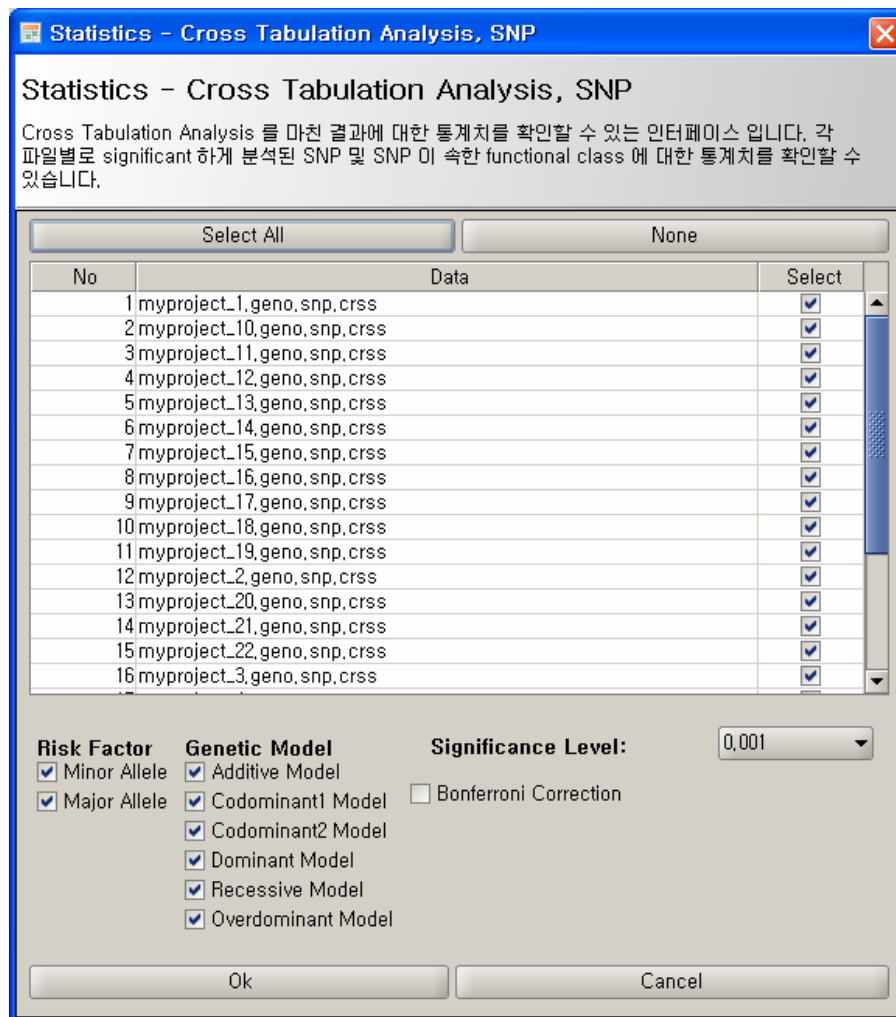 Statistics - Cross Tabulation Analysis, SNP
Statistics - Cross Tabulation Analysis, SNP
Cross Tabulation Analysis 를 마친 결과에 대한 통계치를 확인할 수 있는 인터페이스 입니다. 각
파일별로 significant 하게 분석된 SNP 및 SNP 이 속한 functional class 에 대한 통계치를 확인할 수
있습니다.
Select All None
No Data Select
1 myproject_1.geno.snp.crss
2 myproject_10.geno.snp.crss
3 myproject_11.geno.snp.crss
4 myproject_12.geno.snp.crss
5 myproject_13.geno.snp.crss
6 myproject_14.geno.snp.crss
7 myproject_15.geno.snp.crss
8 myproject_16.geno.snp.crss
9 myproject_17.geno.snp.crss
10 myproject_18.geno.snp.crss
11 myproject_19.geno.snp.crss
12 myproject_2.geno.snp.crss
13 myproject_20.geno.snp.crss
14 myproject_21.geno.snp.crss
15 myproject_22.geno.snp.crss
16 myproject_3.geno.snp.crss
Risk Factor Genetic Model Significance Level: 0.001
Minor Allele Additive Model
Major Allele Codominant1 Model Bonferroni Correction
Codominant2 Model
Dominant Model
Recessive Model
Overdominant Model
Ok Cancel